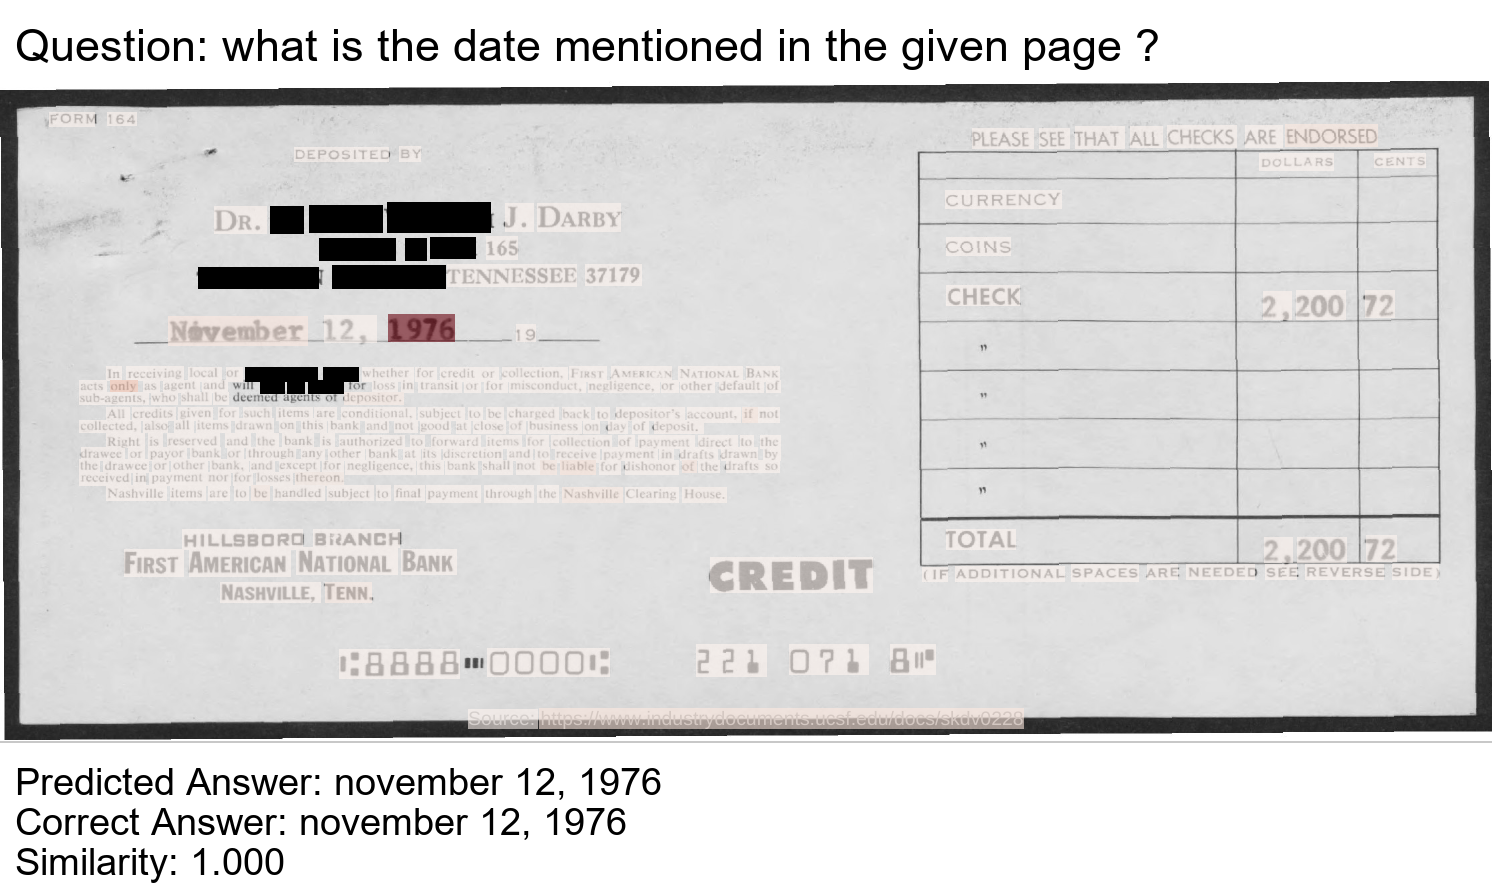 Question: what is the date mentioned in the given page ?
FORM 164
DEPOSITED BY
DR. J. DARBY
165
TENNESSEE 37179
November 12, 1976 19
In receiving local or whether for credit or collection, FIRST AMERICAN NATIONAL BANK
acts only as agent and will for loss in transit or for misconduct, negligence, or other default of
sub-agents, who shall be deemed agents of depositor.
All credits given for such items are conditional, subject to be charged back to depositor's account, if not
collected, also all items drawn on this bank and not good at close of business on day of deposit.
Right is reserved and the bank is authorized to forward items for collection of payment direct to the
drawee or payor bank or through any other bank at its discretion and to receive payment in drafts drawn by
the drawee or other bank, and except for negligence, this bank shall not be liable for dishonor of the drafts so
received in payment nor for losses thereon.
Nashville items are to be handled subject to final payment through the Nashville Clearing House.
HILLSBORO BRANCH
FIRST AMERICAN NATIONAL BANK
NASHVILLE, TENN.
CREDIT
PLEASE SEE THAT ALL CHECKS ARE ENDORSED
DOLLARS CENTS
CURRENCY
COINS
CHECK 2,200 72
"
"
"
"
TOTAL 2,200 72
(IF ADDITIONAL SPACES ARE NEEDED SEE REVERSE SIDE)
⑆8888⑉0000⑆ 221 071 8⑈
Source: https://www.industrydocuments.ucsf.edu/docs/skdv0228
Predicted Answer: november 12, 1976
Correct Answer: november 12, 1976
Similarity: 1.000